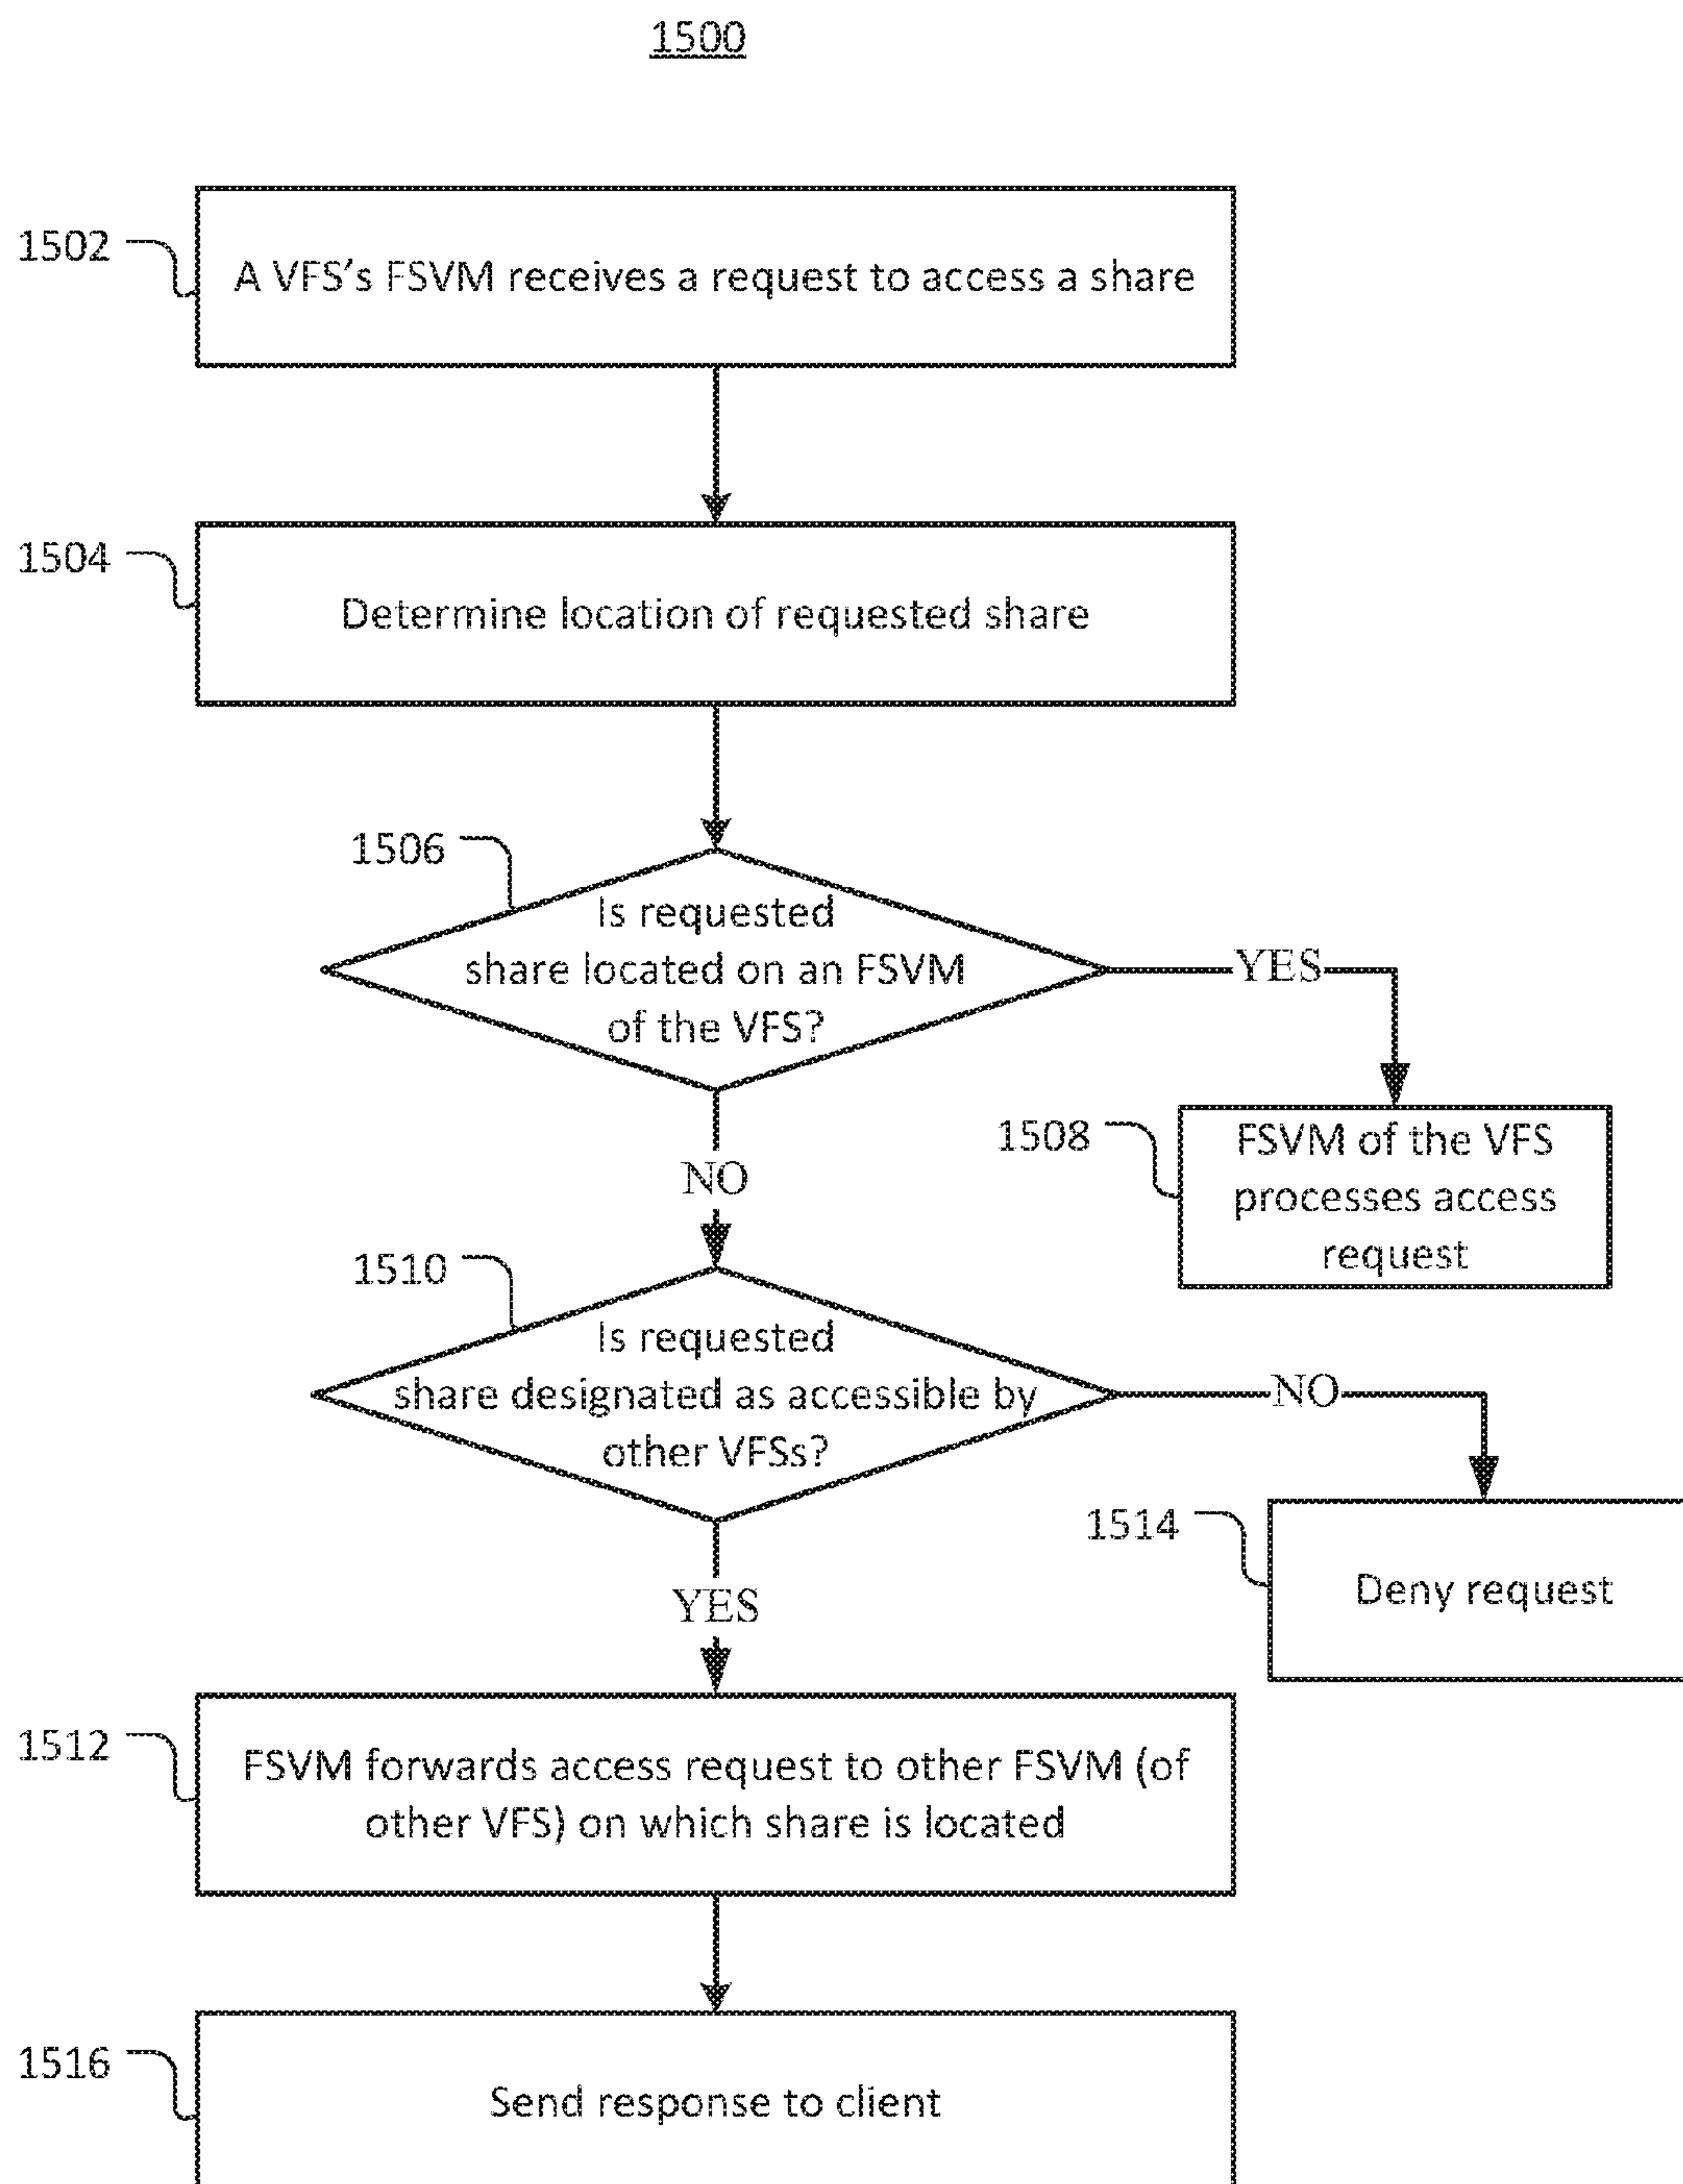 1500
1502
A VFS's FSVM receives a request to access a share
1504
Determine location of requested share
1506
Is requested
share located on an FSVM
of the VFS?
YES
1508
FSVM of the VFS
processes access
request
NO
1510
Is requested
share designated as accessible by
other VFSs?
NO
1514
Deny request
YES
1512
FSVM forwards access request to other FSVM (of
other VFS) on which share is located
1516
Send response to client